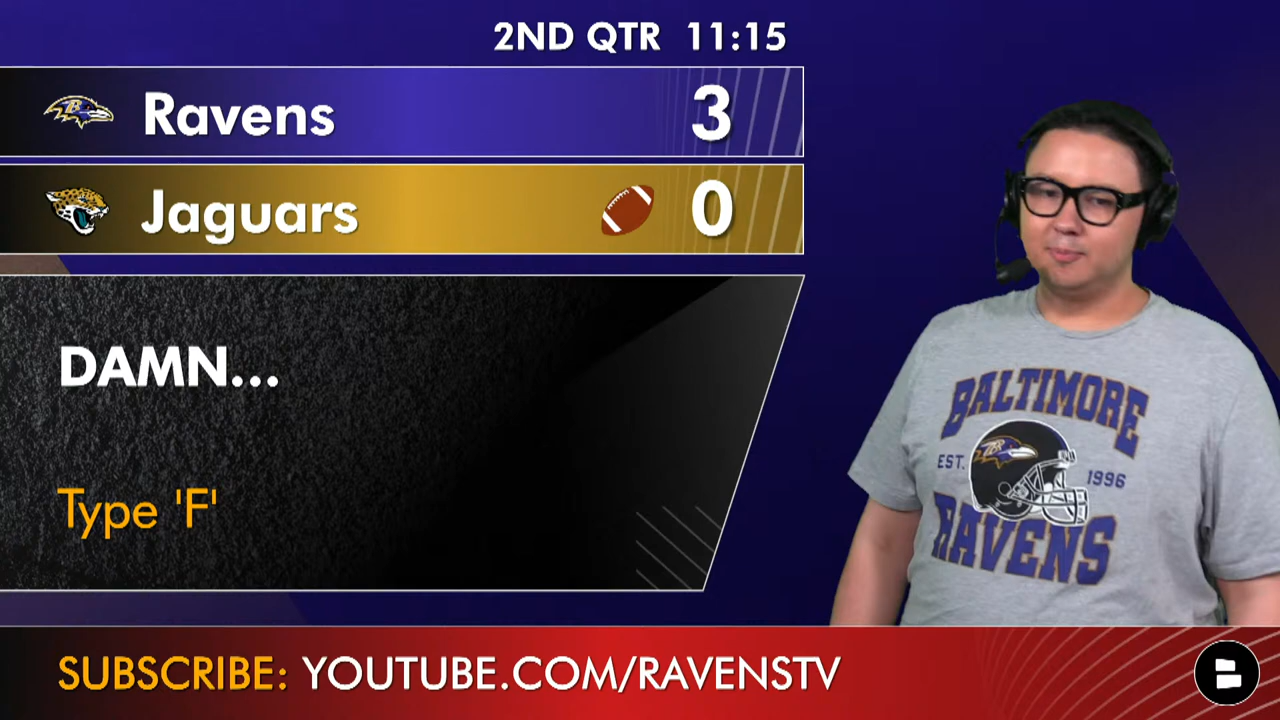 2ND QTR 11:15
Ravens 3
Jaguars 0
DAMN...
Type 'F'
BALTIMORE
EST. 1996
RAVENS
SUBSCRIBE: YOUTUBE.COM/RAVENSTV